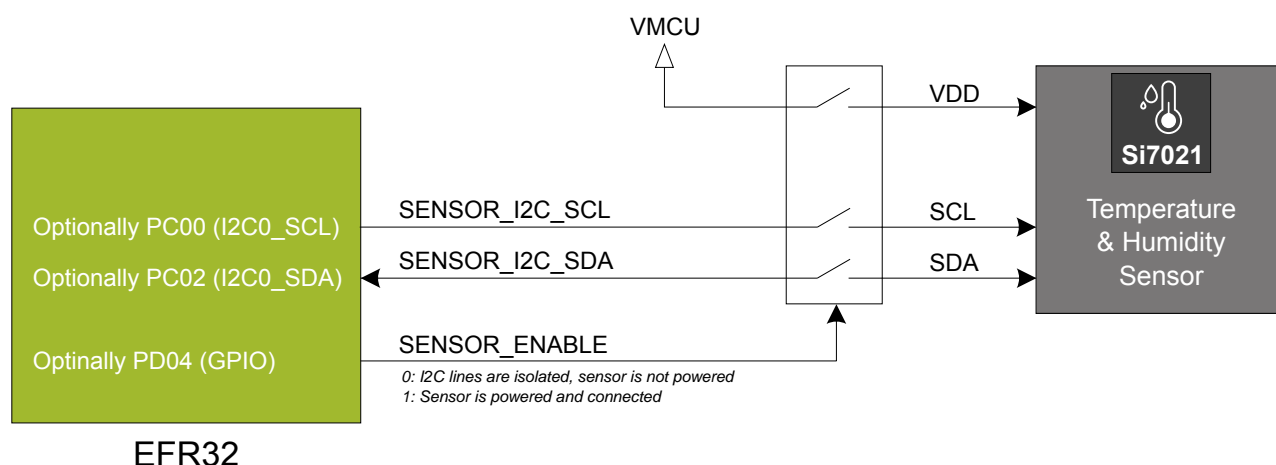 VMCU
VDD
Si7021
Optionally PC00 (I2C0_SCL)
SENSOR_I2C_SCL
SCL
Temperature
& Humidity
Sensor
Optionally PC02 (I2C0_SDA)
SENSOR_I2C_SDA
SDA
Optinally PD04 (GPIO)
SENSOR_ENABLE
0: I2C lines are isolated, sensor is not powered
1: Sensor is powered and connected
EFR32